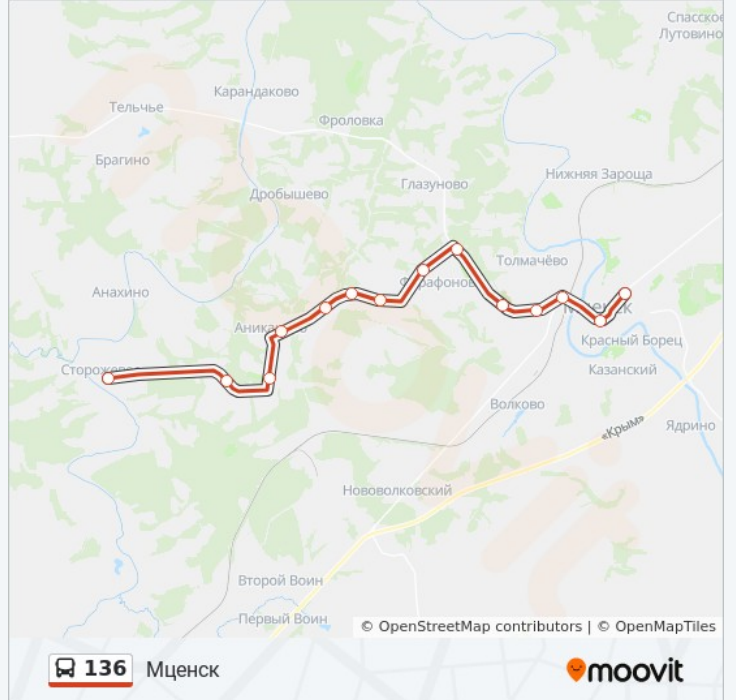 Спасское
Лутовино
Карандаково
Тельчье
Фроловка
Брагино
Нижняя Зароща
Глазуново
Дробышево
Толмачёво
Анахино
Красный Борец
Казанский
Волково
«Крым»
Ядрино
Нововолковский
Второй Воин
Первый Воин
© OpenStreetMap contributors | © OpenMapTiles
136 Мценск
moovit